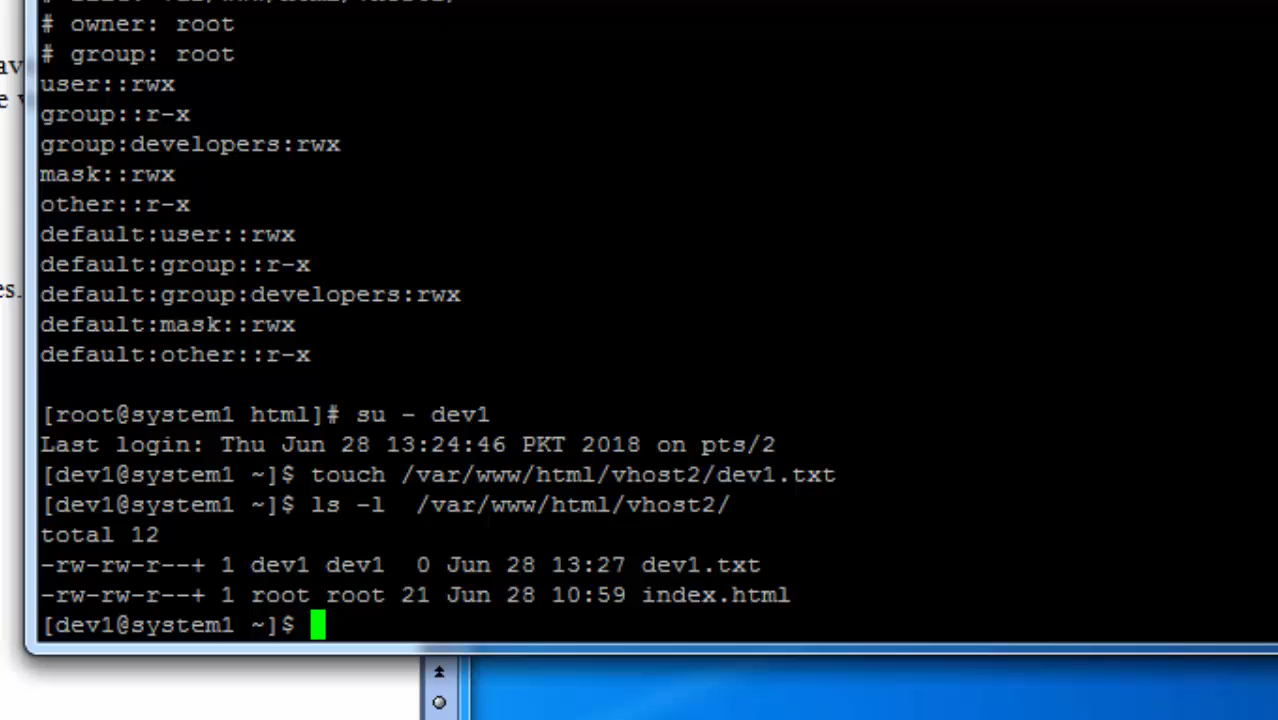 # owner: root
# group: root
user::rwx
group::r-x
group:developers:rwx
mask::rwx
other::r-x
default:user::rwx
default:group::r-x
default:group:developers:rwx
default:mask::rwx
default:other::r-x
[root@system1 html]# su - dev1
Last login: Thu Jun 28 13:24:46 PKT 2018 on pts/2
[dev1@system1 ~]$ touch /var/www/html/vhost2/dev1.txt
[dev1@system1 ~]$ ls -l  /var/www/html/vhost2/
total 12
-rw-rw-r--+ 1 dev1 dev1  0 Jun 28 13:27 dev1.txt
-rw-rw-r--+ 1 root root 21 Jun 28 10:59 index.html
[dev1@system1 ~]$